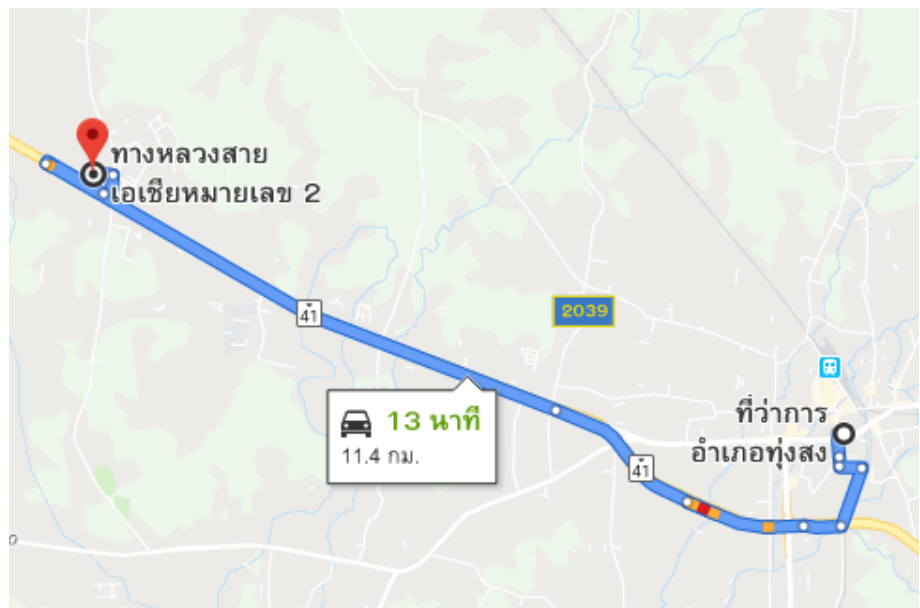 ทางหลวงสาย
เอเชียหมายเลข 2
41
2039
13 นาที
11.4 กม.
ที่ว่าการ
อำเภอทุ่งสง
41